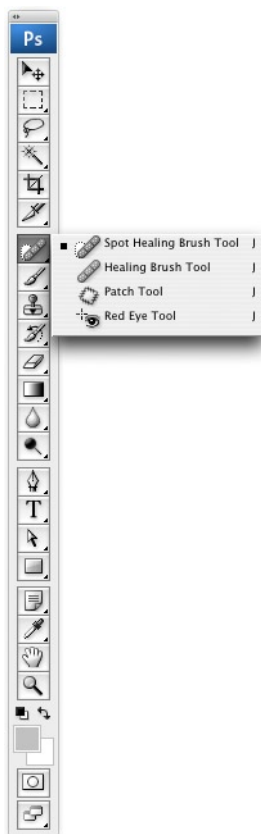 Ps
Spot Healing Brush Tool J
Healing Brush Tool J
Patch Tool J
Red Eye Tool J
T